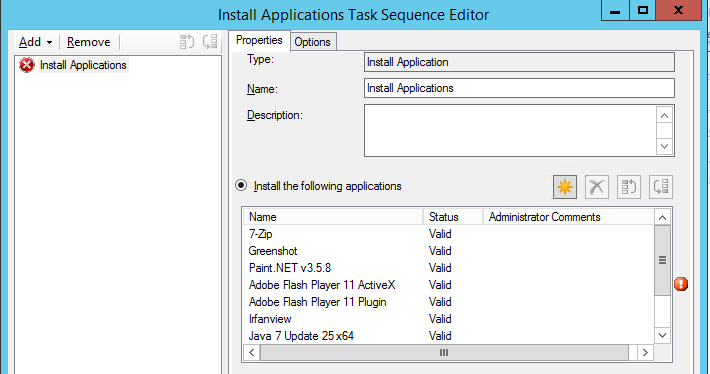 Install Applications Task Sequence Editor
Add Remove
Install Applications
Properties Options
Type: Install Application
Name: Install Applications
Description:
Install the following applications
Name Status Administrator Comments
7-Zip Valid
Greenshot Valid
Paint.NET v3.5.8 Valid
Adobe Flash Player 11 ActiveX Valid
Adobe Flash Player 11 Plugin Valid
Irfanview Valid
Java 7 Update 25 x64 Valid